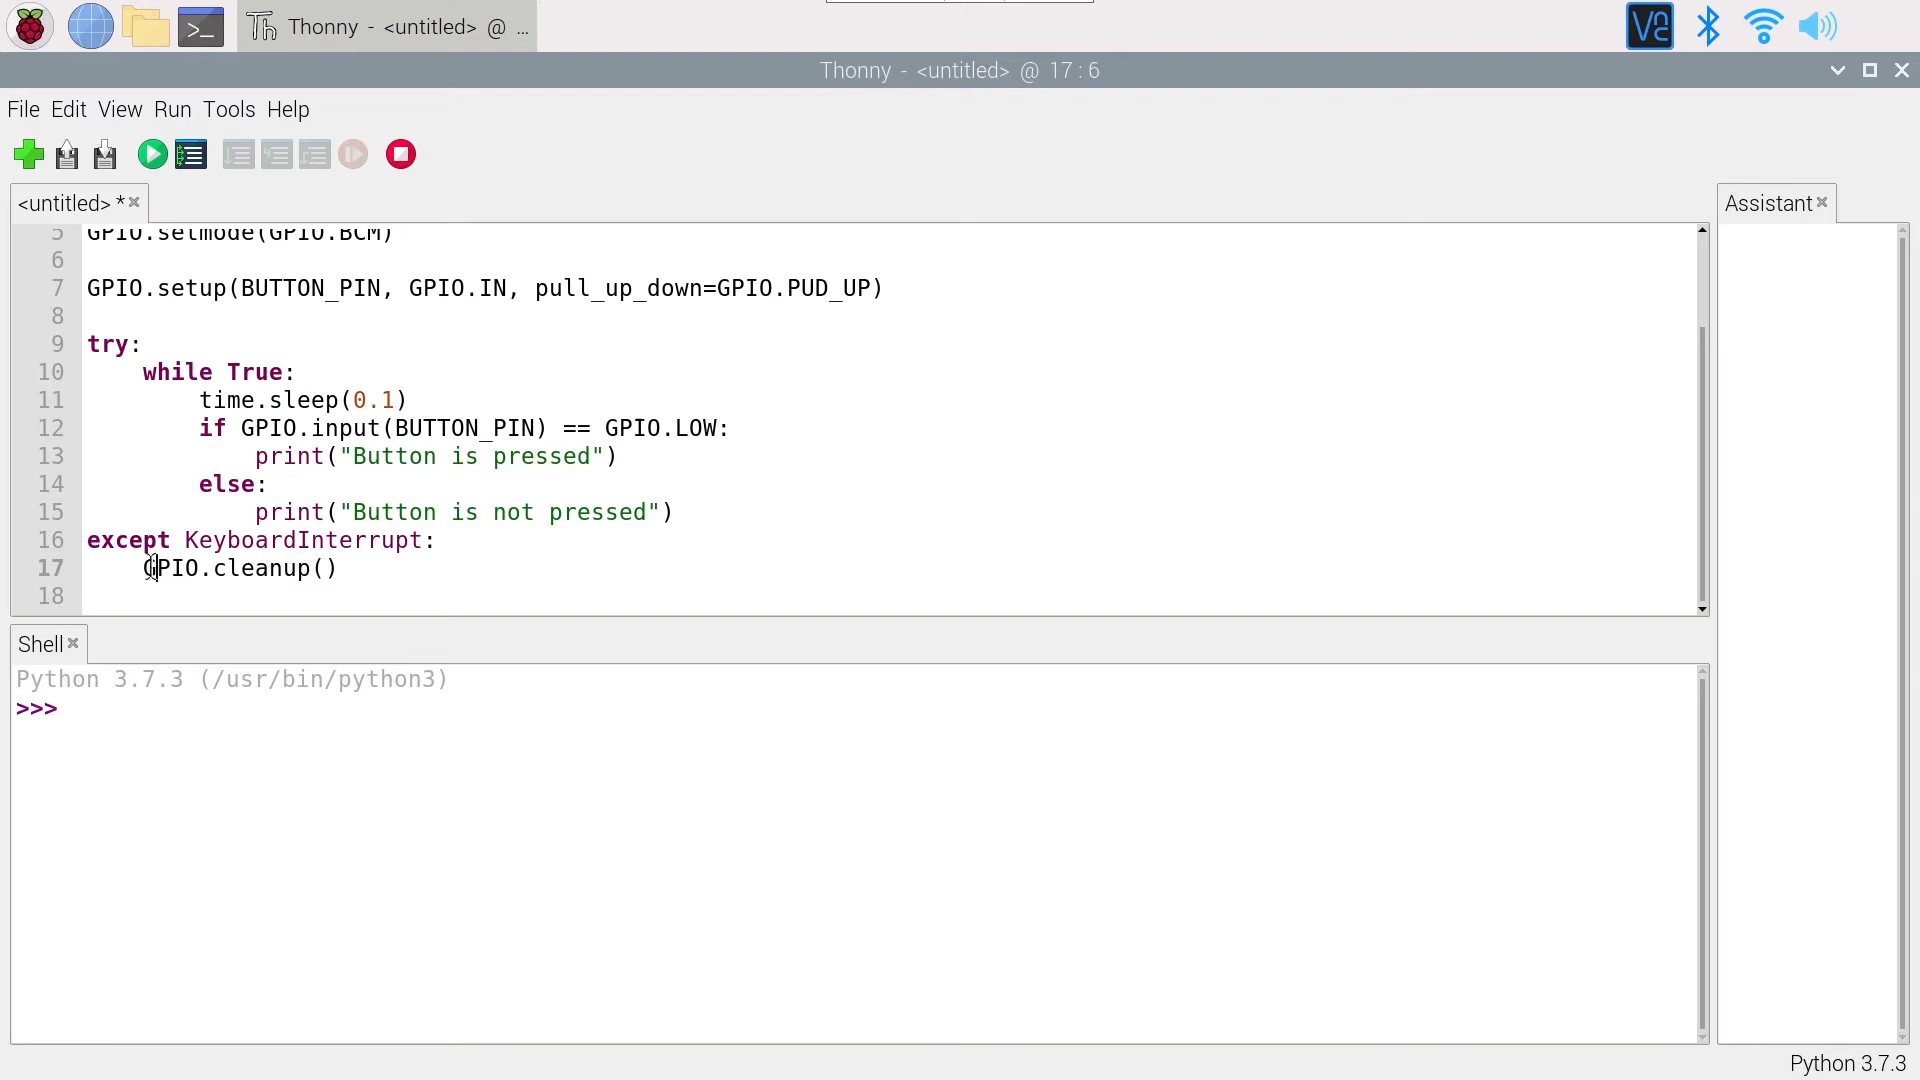 Thonny - <untitled> @ ...
VNC
Thonny - <untitled> @ 17 : 6
File Edit View Run Tools Help
<untitled> *
Assistant
5 GPIO.setmode(GPIO.BCM)
6
7 GPIO.setup(BUTTON_PIN, GPIO.IN, pull_up_down=GPIO.PUD_UP)
8
9 try:
10 while True:
11 time.sleep(0.1)
12 if GPIO.input(BUTTON_PIN) == GPIO.LOW:
13 print("Button is pressed")
14 else:
15 print("Button is not pressed")
16 except KeyboardInterrupt:
17 GPIO.cleanup()
18
Shell
Python 3.7.3 (/usr/bin/python3)
>>>
Python 3.7.3